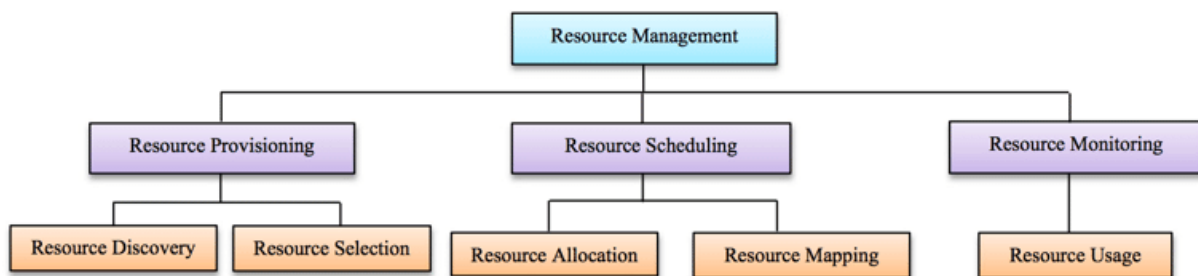 Resource Management
Resource Provisioning
Resource Scheduling
Resource Monitoring
Resource Discovery
Resource Selection
Resource Allocation
Resource Mapping
Resource Usage